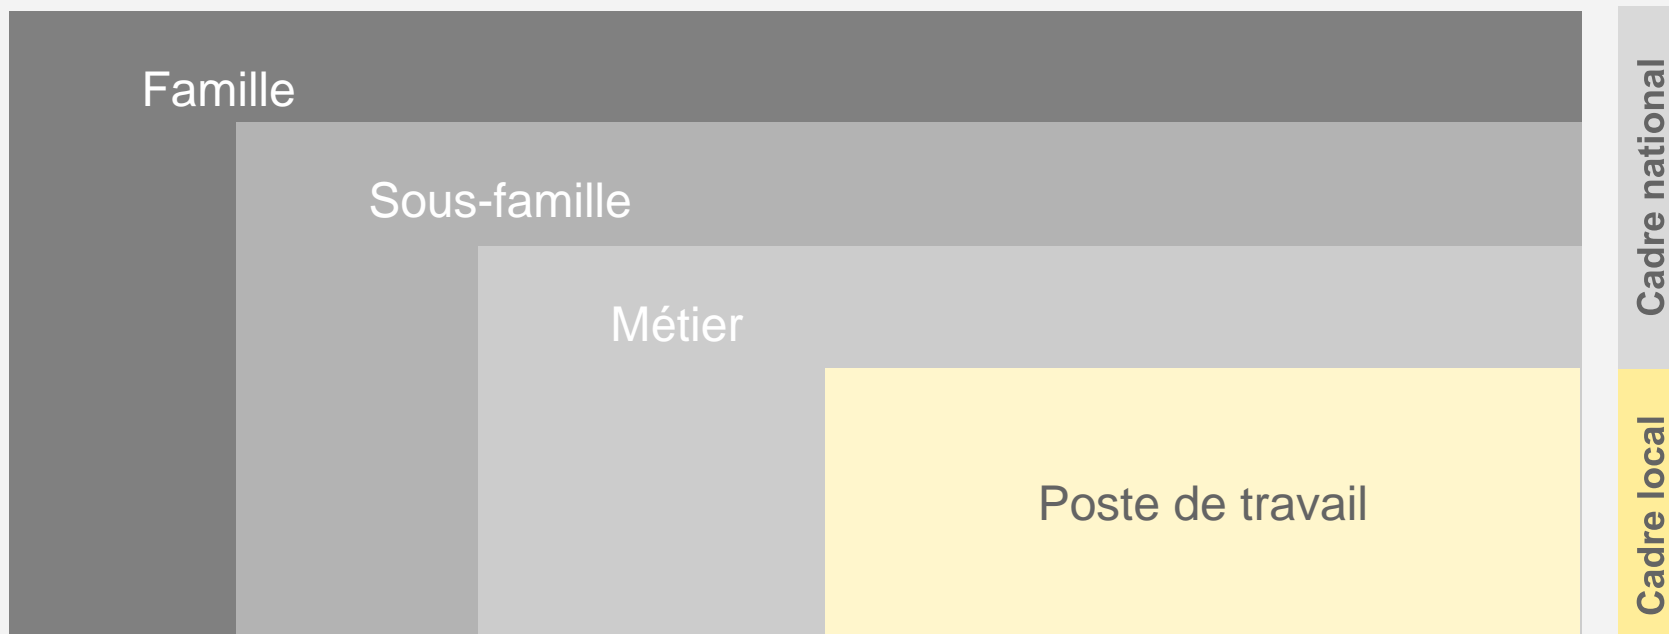 Famille
Sous-famille
Métier
Poste de travail
Cadre national
Cadre local